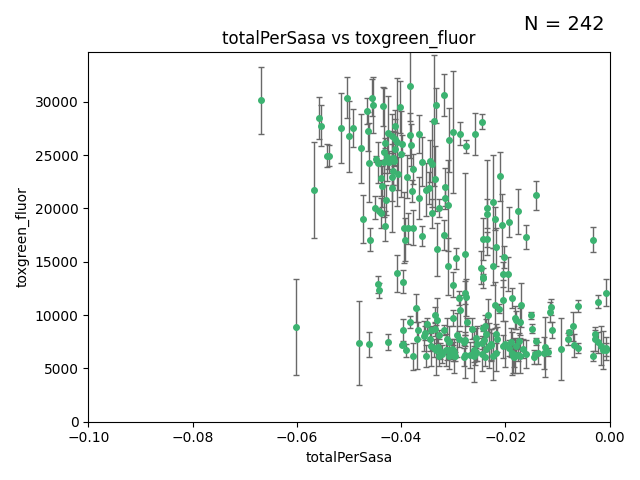 N = 242
totalPerSasa vs toxgreen_fluor
toxgreen_fluor
30000
25000
20000
15000
10000
5000
0
−0.10 −0.08 −0.06 −0.04 −0.02 0.00
totalPerSasa